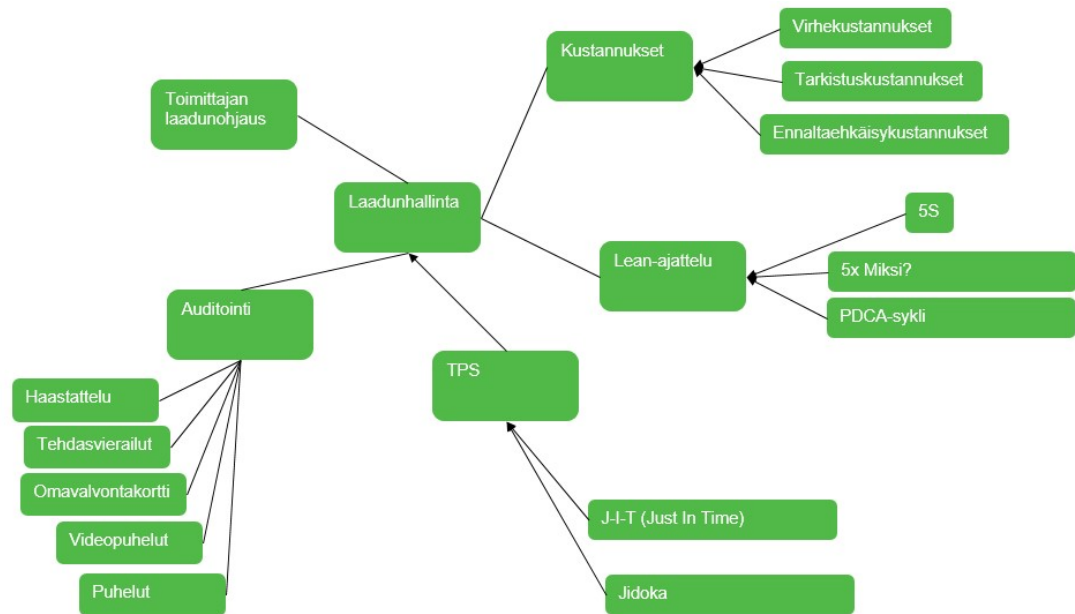 Virhekustannukset
Kustannukset
Tarkistuskustannukset
Toimittajan
laadunohjaus
Ennaltaehkäisykustannukset
Laadunhallinta
5S
Lean-ajattelu
5x Miksi?
Auditointi
PDCA-sykli
TPS
Haastattelu
Tehdasvierailut
Omavalvontakortti
J-I-T (Just In Time)
Videopuhelut
Puhelut
Jidoka